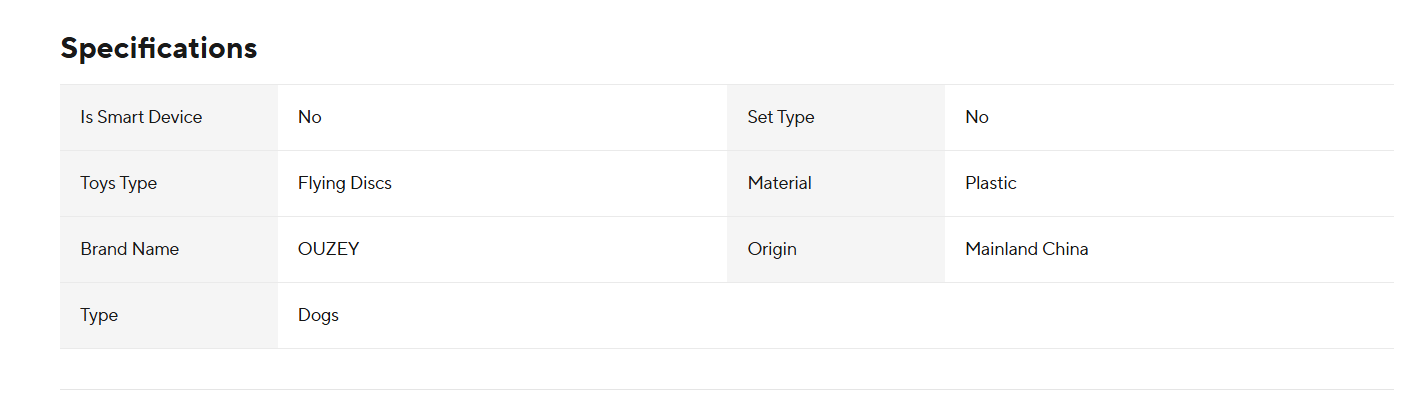 Specifications
Is Smart Device No Set Type No
Toys Type Flying Discs Material Plastic
Brand Name OUZEY Origin Mainland China
Type Dogs